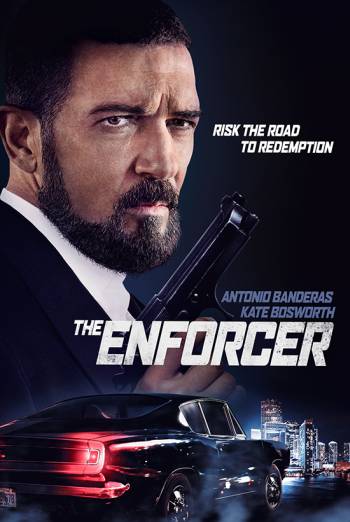 RISK THE ROAD
TO REDEMPTION
ANTONIO BANDERAS
KATE BOSWORTH
THE ENFORCER